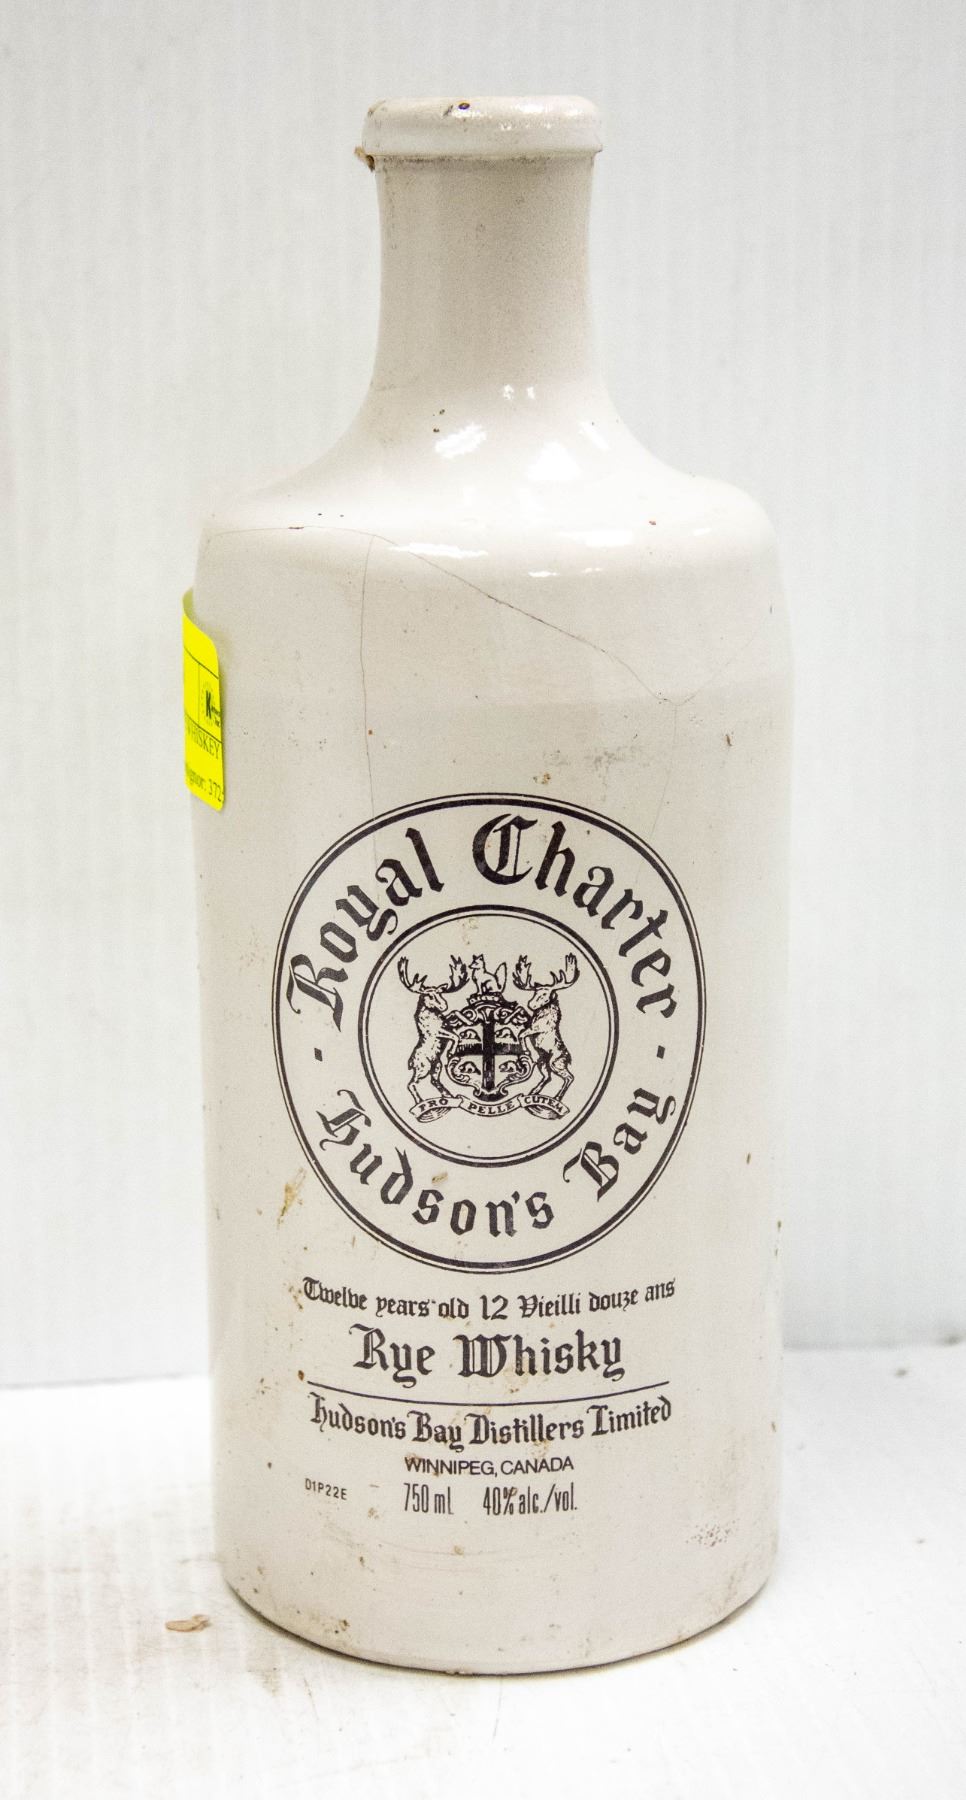 Royal Charter
Hudson's Bay
PRO PELLE CUTEM
Twelve years old 12 Vieilli douze ans
Rye Whisky
Hudson's Bay Distillers Limited
WINNIPEG, CANADA
D1P22E
750 ml 40% alc./vol.
WHISKEY
372